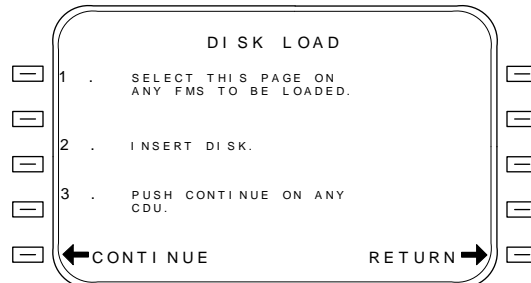 DISK LOAD
1. SELECT THIS PAGE ON
ANY FMS TO BE LOADED.
2. INSERT DISK.
3. PUSH CONTINUE ON ANY
CDU.
CONTINUE RETURN